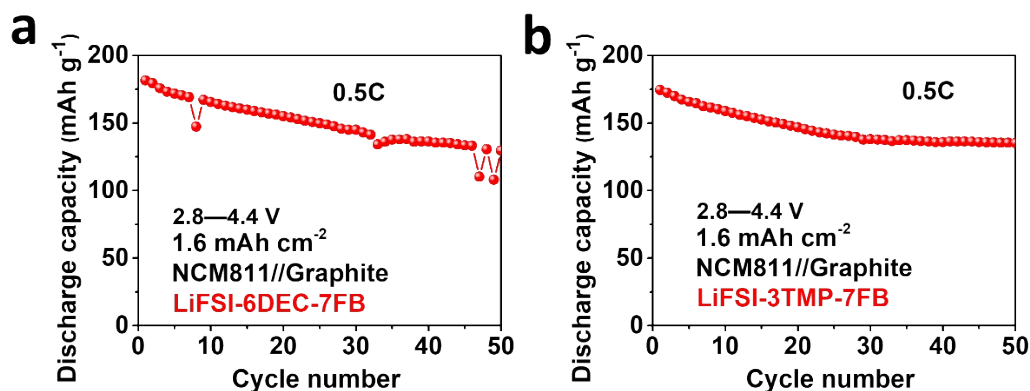 a
Discharge capacity (mAh g-1)
200
150
100
50
0
0.5C
2.8—4.4 V
1.6 mAh cm-2
NCM811//Graphite
LiFSI-6DEC-7FB
0 10 20 30 40 50
Cycle number
b
Discharge capacity (mAh g-1)
200
150
100
50
0
0.5C
2.8—4.4 V
1.6 mAh cm-2
NCM811//Graphite
LiFSI-3TMP-7FB
0 10 20 30 40 50
Cycle number